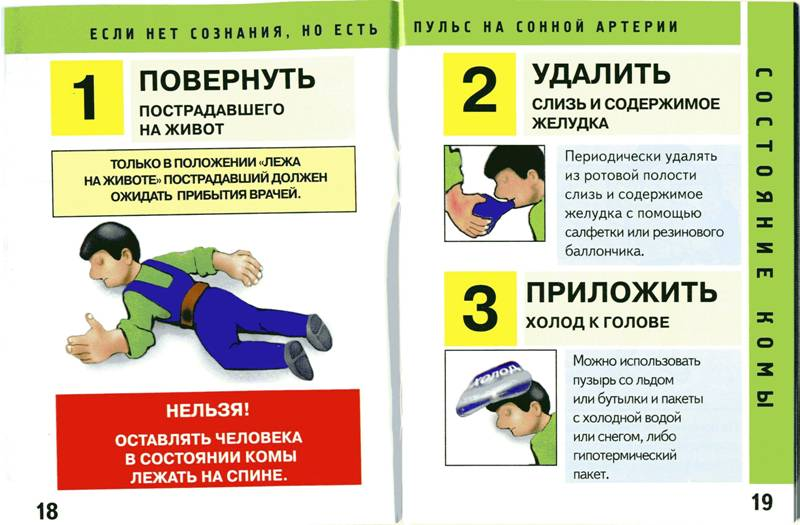 ЕСЛИ НЕТ СОЗНАНИЯ, НО ЕСТЬ
1
ПОВЕРНУТЬ
ПОСТРАДАВШЕГО
НА ЖИВОТ
ТОЛЬКО В ПОЛОЖЕНИИ «ЛЕЖА
НА ЖИВОТЕ» ПОСТРАДАВШИЙ ДОЛЖЕН
ОЖИДАТЬ ПРИБЫТИЯ ВРАЧЕЙ.
НЕЛЬЗЯ!
ОСТАВЛЯТЬ ЧЕЛОВЕКА
В СОСТОЯНИИ КОМЫ
ЛЕЖАТЬ НА СПИНЕ.
18
ПУЛЬС НА СОННОЙ АРТЕРИИ
2
УДАЛИТЬ
СЛИЗЬ И СОДЕРЖИМОЕ
ЖЕЛУДКА
Периодически удалять
из ротовой полости
слизь и содержимое
желудка с помощью
салфетки или резинового
баллончика.
3
ПРИЛОЖИТЬ
ХОЛОД К ГОЛОВЕ
ХОЛОД
Можно использовать
пузырь со льдом
или бутылки и пакеты
с холодной водой
или снегом, либо
гипотермический
пакет.
СОСТОЯНИЕ КОМЫ
19